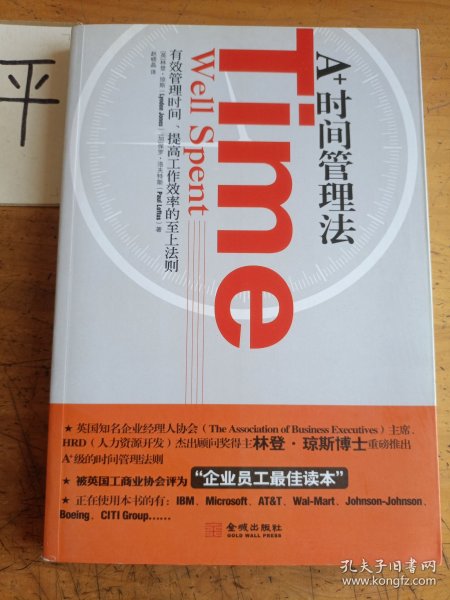 平
A+时间管理法
Time
Well Spent
有效管理时间、提高工作效率的至上法则
(英)林登·琼斯(Lyndon Jones) (加)保罗·洛夫特斯(Paul Loftus) 著
赵铮晶 译
★ 英国知名企业经理人协会(The Association of Business Executives)主席、
HRD(人力资源开发)杰出顾问奖得主林登·琼斯博士重磅推出
A+级的时间管理法则
★ 被英国工商业协会评为“企业员工最佳读本”
★ 正在使用本书的有:IBM、Microsoft、AT&T、Wal-Mart、Johnson-Johnson、
Boeing、CITI Group……
金城出版社
GOLD WALL PRESS
孔夫子旧书网
www.kongfz.com